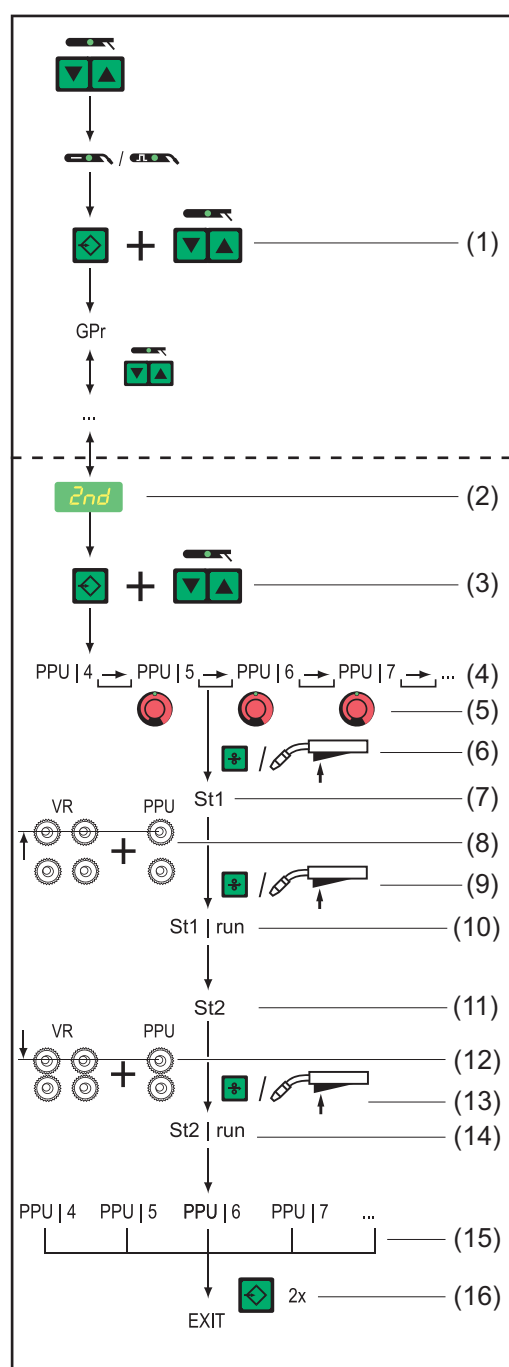 /
+
(1)
GPr
...
2nd
(2)
+
(3)
PPU | 4 PPU | 5 PPU | 6 PPU | 7 ... (4)
(5)
/ (6)
St1 (7)
VR PPU
+ (8)
/ (9)
St1 | run (10)
St2 (11)
VR PPU
+ (12)
/ (13)
St2 | run (14)
PPU | 4 PPU | 5 PPU | 6 PPU | 7 ...
(15)
2x (16)
EXIT